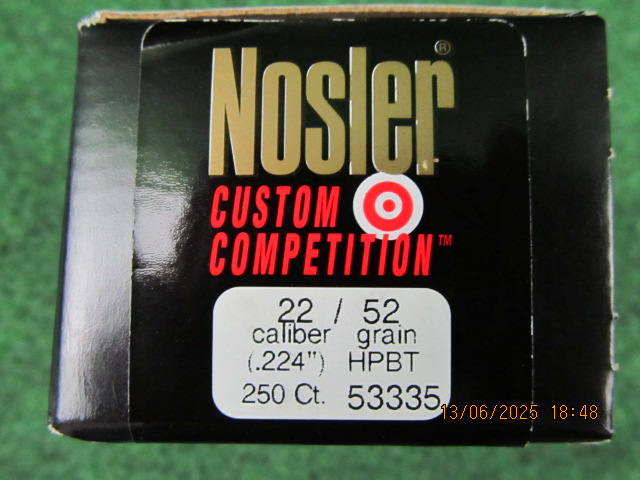 Nosler®
CUSTOM
COMPETITION™
22 / 52
caliber grain
(.224") HPBT
250 Ct. 53335
13/06/2025 18:48